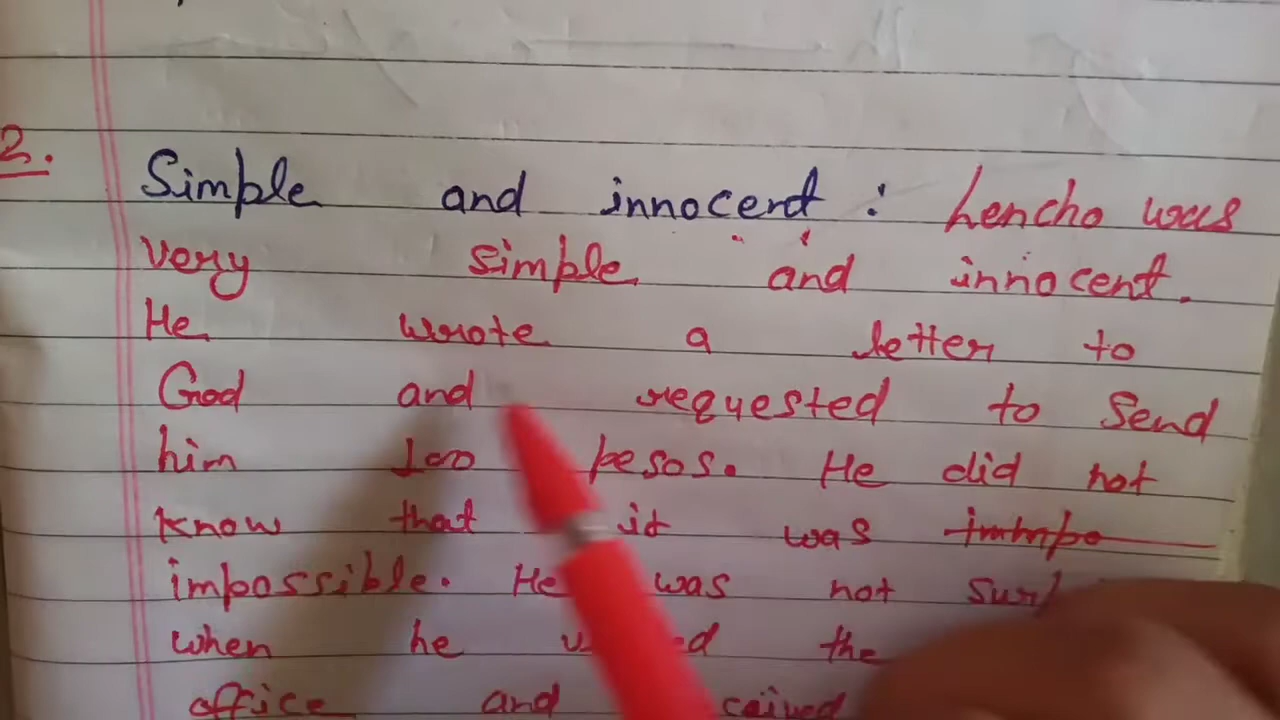 2.
Simple and innocent : Lencho was
very simple and innocent.
He wrote a letter to
God and requested to Send
him 100 pesos. He did not
know that it was immpo
impossible. He was not
when he the
office and